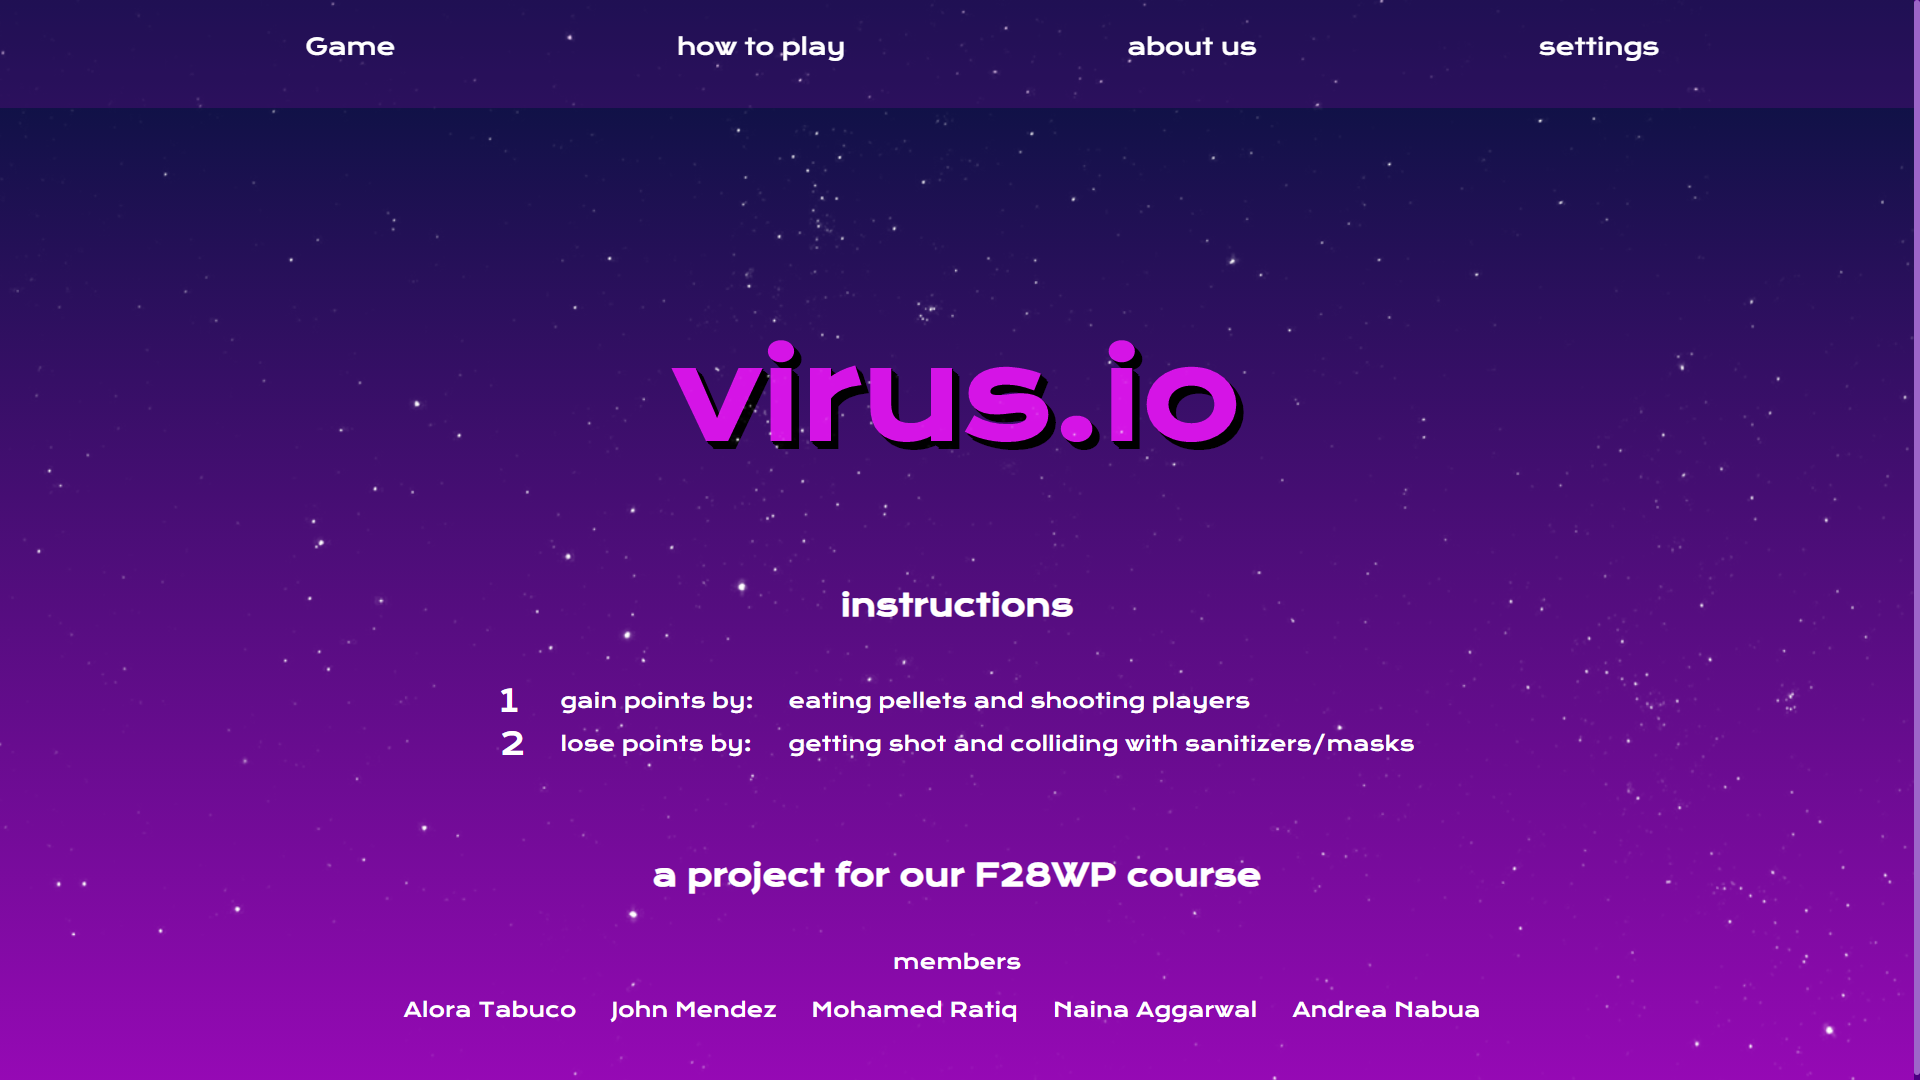 Game how to play about us settings
virus.io
instructions
1 gain points by: eating pellets and shooting players
2 lose points by: getting shot and colliding with sanitizers/masks
a project for our F28WP course
members
Alora Tabuco John Mendez Mohamed Ratiq Naina Aggarwal Andrea Nabua